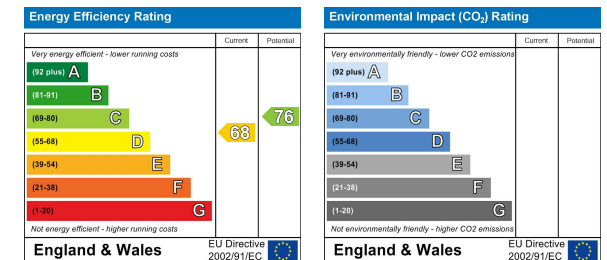 Energy Efficiency Rating
Current Potential
Very energy efficient - lower running costs
(92 plus) A
(81-91) B
(69-80) C
(55-68) D
(39-54) E
(21-38) F
(1-20) G
68
76
Not energy efficient - higher running costs
England & Wales
EU Directive
2002/91/EC
Environmental Impact (CO₂) Rating
Current Potential
Very environmentally friendly - lower CO2 emissions
(92 plus) A
(81-91) B
(69-80) C
(55-68) D
(39-54) E
(21-38) F
(1-20) G
Not environmentally friendly - higher CO2 emissions
England & Wales
EU Directive
2002/91/EC